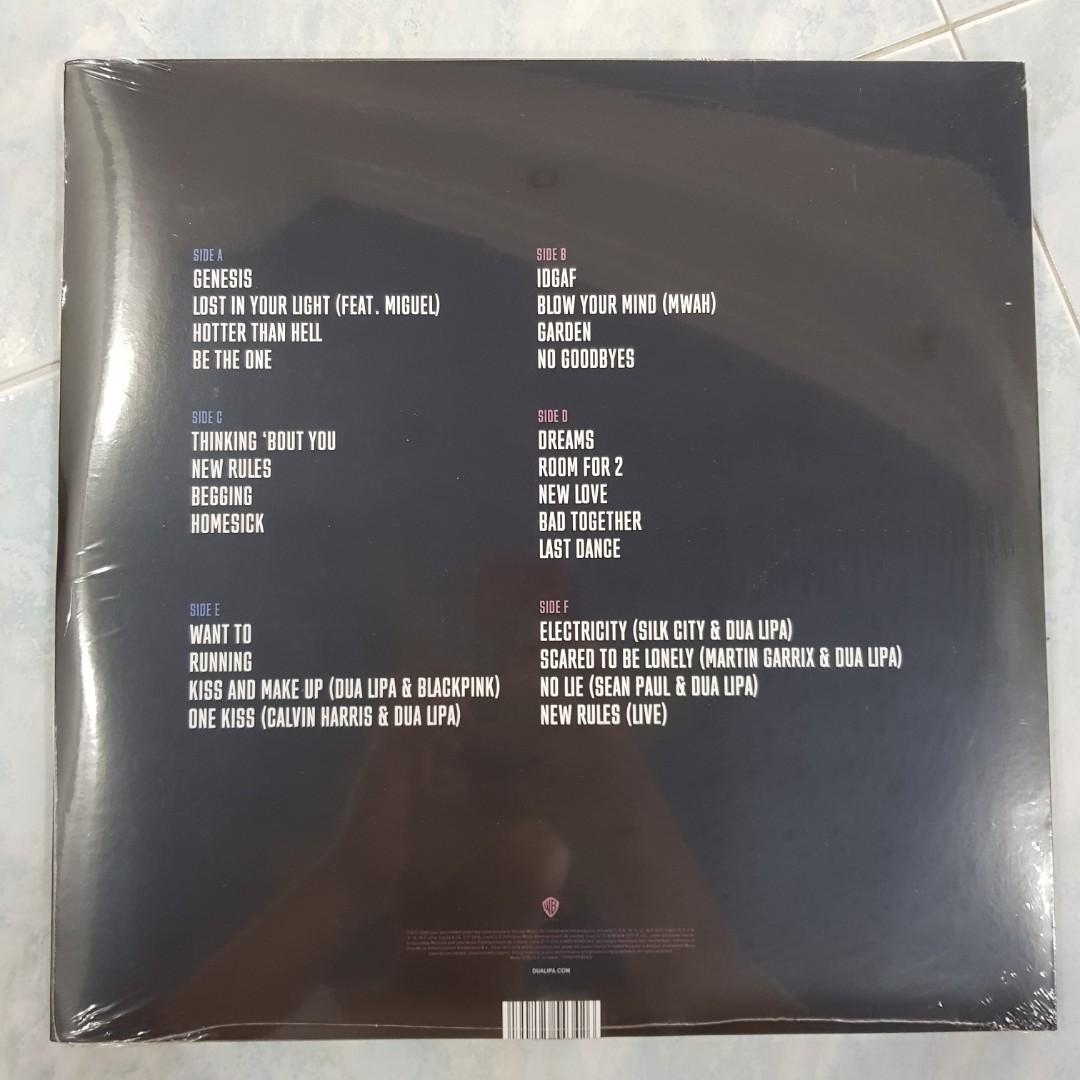 SIDE A
GENESIS
LOST IN YOUR LIGHT (FEAT. MIGUEL)
HOTTER THAN HELL
BE THE ONE
SIDE B
IDGAF
BLOW YOUR MIND (MWAH)
GARDEN
NO GOODBYES
SIDE C
THINKING ‘BOUT YOU
NEW RULES
BEGGING
HOMESICK
SIDE D
DREAMS
ROOM FOR 2
NEW LOVE
BAD TOGETHER
LAST DANCE
SIDE E
WANT TO
RUNNING
KISS AND MAKE UP (DUA LIPA & BLACKPINK)
ONE KISS (CALVIN HARRIS & DUA LIPA)
SIDE F
ELECTRICITY (SILK CITY & DUA LIPA)
SCARED TO BE LONELY (MARTIN GARRIX & DUA LIPA)
NO LIE (SEAN PAUL & DUA LIPA)
NEW RULES (LIVE)
WB
DUALIPA.COM